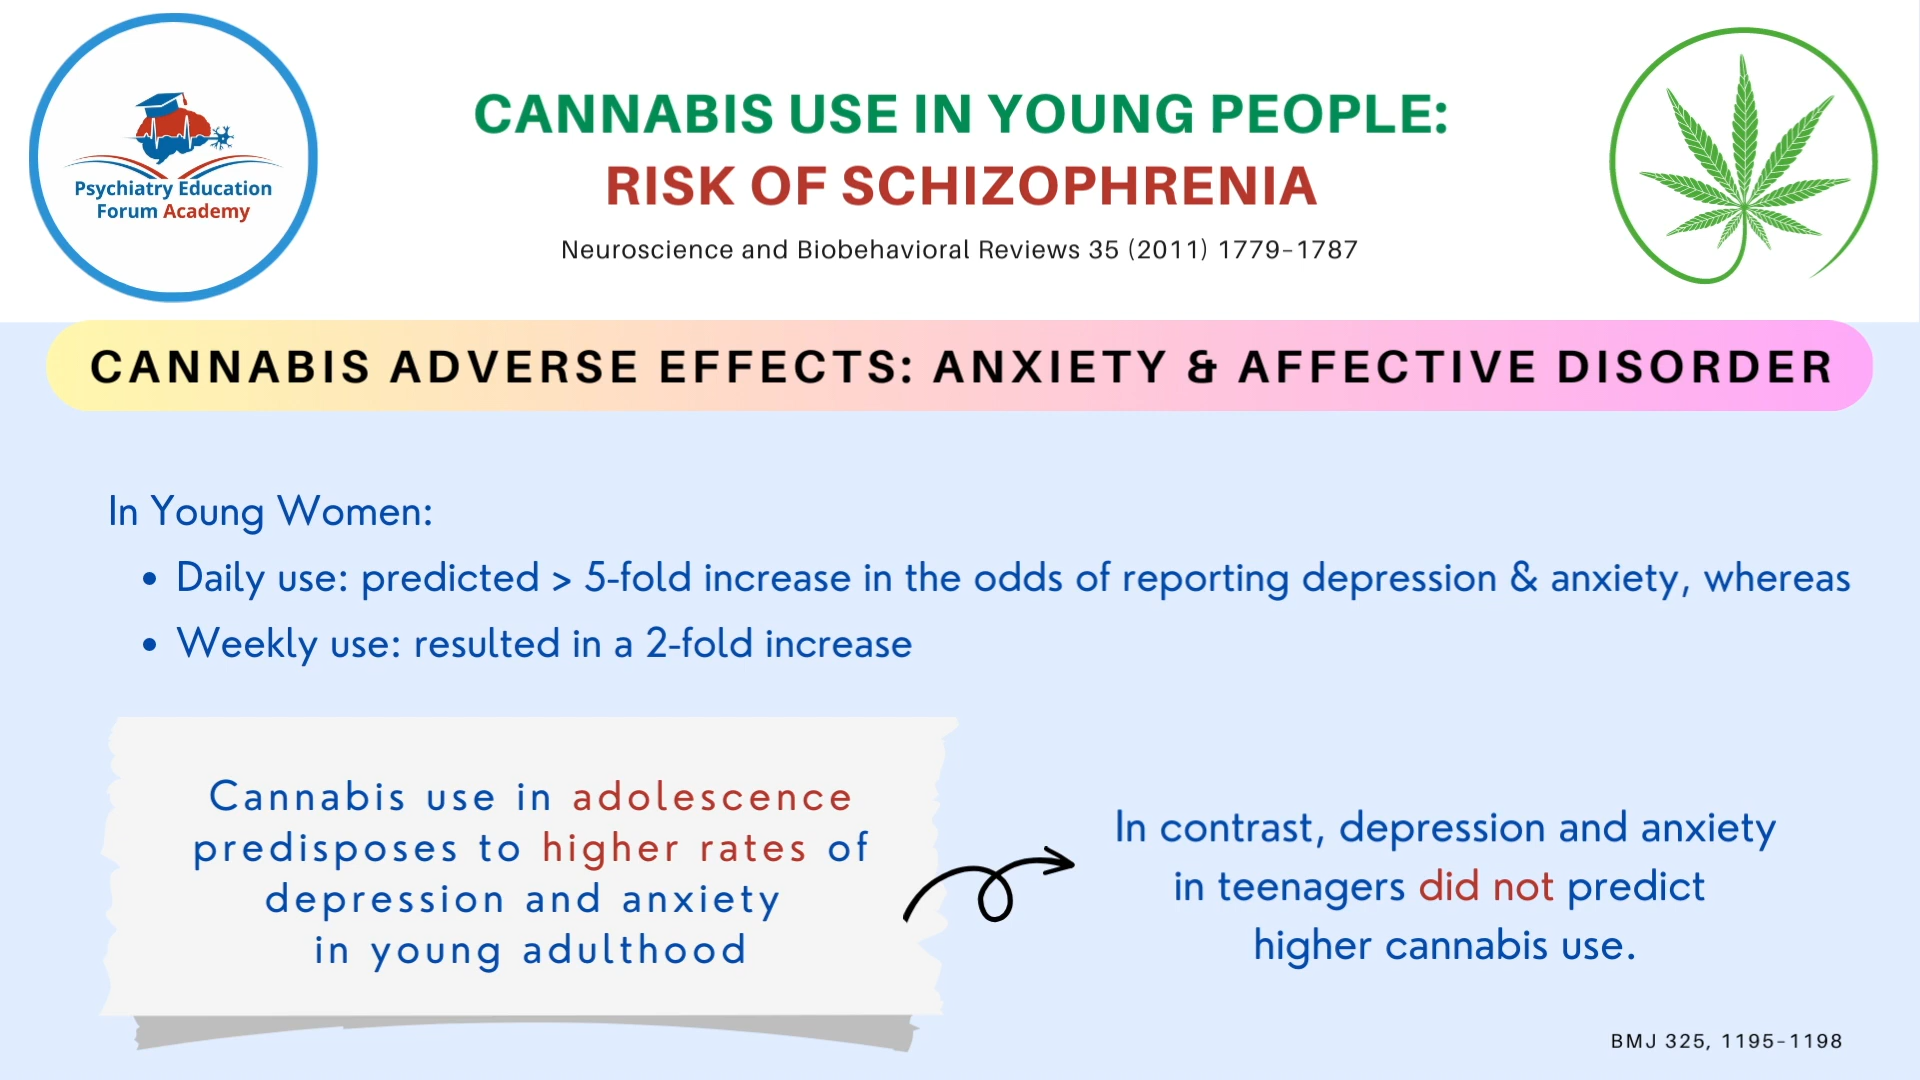 Psychiatry Education
Forum Academy
CANNABIS USE IN YOUNG PEOPLE:
RISK OF SCHIZOPHRENIA
Neuroscience and Biobehavioral Reviews 35 (2011) 1779-1787
CANNABIS ADVERSE EFFECTS: ANXIETY & AFFECTIVE DISORDER
In Young Women:
• Daily use: predicted > 5-fold increase in the odds of reporting depression & anxiety, whereas
• Weekly use: resulted in a 2-fold increase
Cannabis use in adolescence
predisposes to higher rates of
depression and anxiety
in young adulthood
In contrast, depression and anxiety
in teenagers did not predict
higher cannabis use.
BMJ 325, 1195-1198